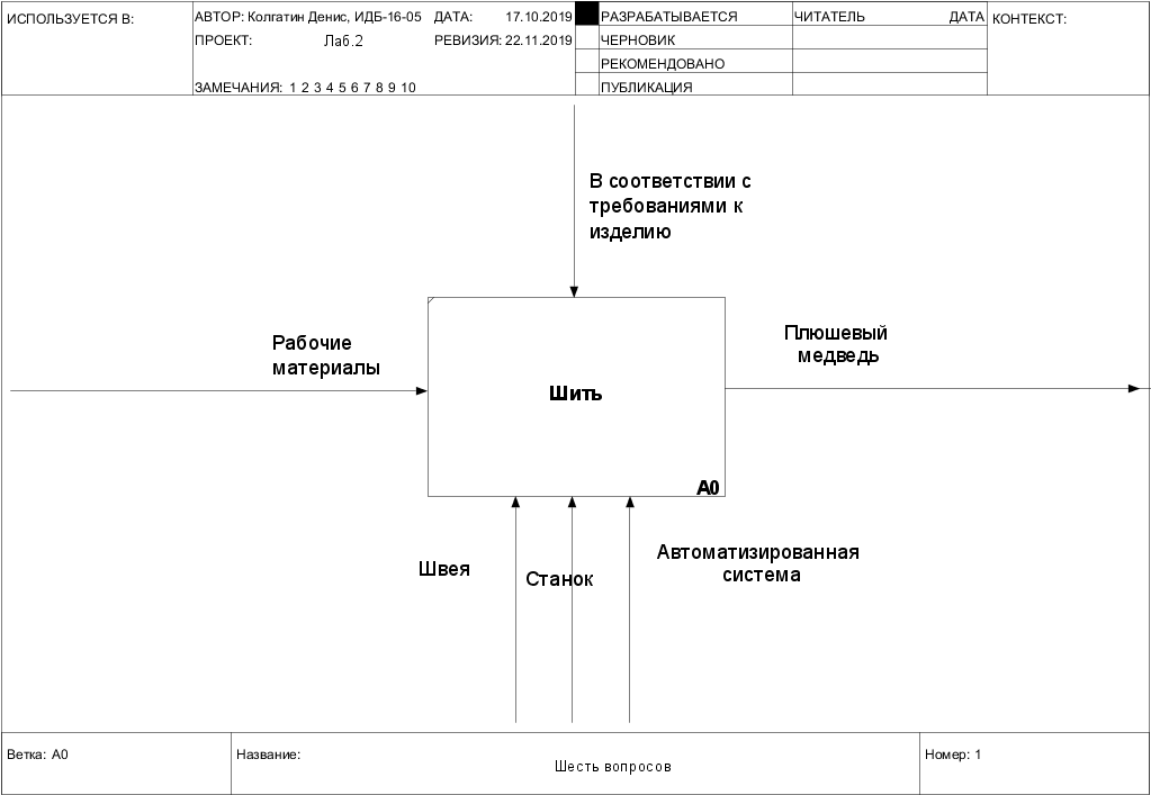 ИСПОЛЬЗУЕТСЯ В:
АВТОР: Колгатин Денис, ИДБ-16-05 ДАТА: 17.10.2019
ПРОЕКТ: Лаб.2 РЕВИЗИЯ: 22.11.2019
ЗАМЕЧАНИЯ: 1 2 3 4 5 6 7 8 9 10
РАЗРАБАТЫВАЕТСЯ
ЧЕРНОВИК
РЕКОМЕНДОВАНО
ПУБЛИКАЦИЯ
ЧИТАТЕЛЬ ДАТА
КОНТЕКСТ:
В соответствии с
требованиями к
изделию
Рабочие
материалы
Шить
A0
Плюшевый
медведь
Швея
Станок
Автоматизированная
система
Ветка: A0
Название:
Шесть вопросов
Номер: 1